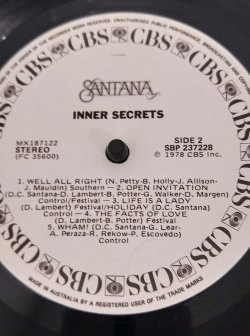 SANTANA
INNER SECRETS
MX187122
STEREO
(FC 35600)
SIDE 2
SBP 237228
℗ 1978 CBS Inc.
1. WELL ALL RIGHT (N. Petty-B. Holly-J. Allison-
J. Mauldin) Southern — 2. OPEN INVITATION
(D.C. Santana-D. Lambert-B. Potter-G. Walker-D. Margen)
Control/Festival — 3. LIFE IS A LADY
(D. Lambert) Festival/HOLIDAY (D.C. Santana)
Control — 4. THE FACTS OF LOVE
(D. Lambert-B. Potter) Festival —
5. WHAM! (D.C. Santana-G. Lear-
A. Peraza-R. Rekow-P. Escovedo)
Control
CBS CBS CBS CBS CBS CBS CBS CBS
MADE IN AUSTRALIA BY A REGISTERED USER OF THE TRADE MARKS